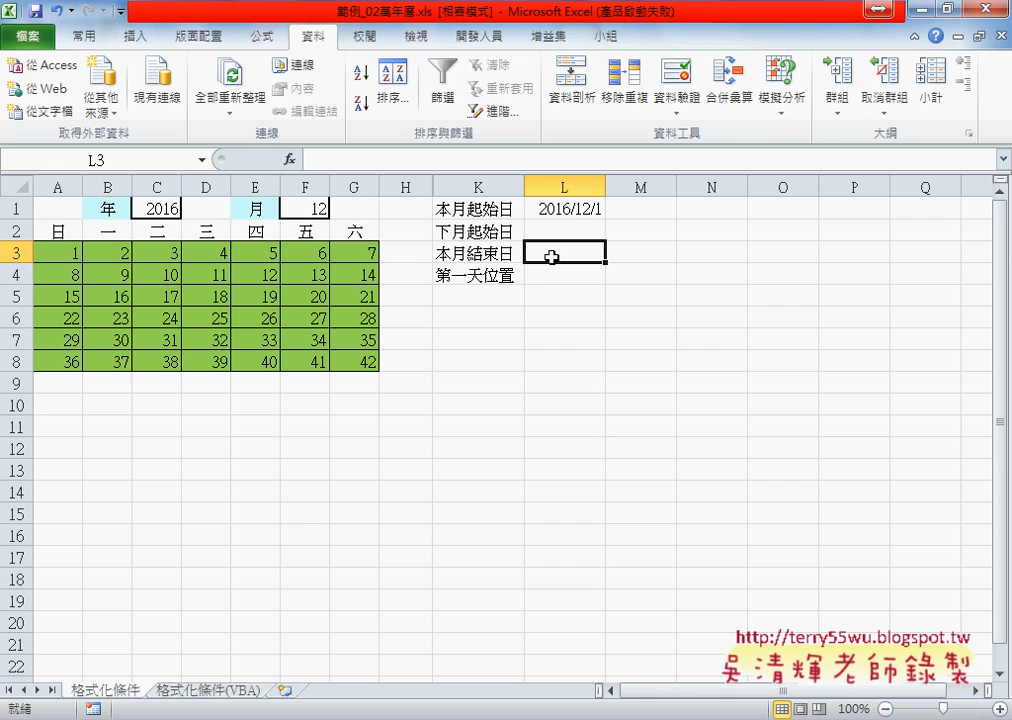 範例_02萬年曆.xls [相容模式] - Microsoft Excel (產品啟動失敗)
檔案 常用 插入 版面配置 公式 資料 校閱 檢視 開發人員 增益集 小組
從 Access
從 Web
從文字檔
從其他來源
現有連線
全部重新整理
連線
內容
編輯連結
排序...
篩選
清除
重新套用
進階...
資料剖析 移除重複 資料驗證 合併彙算 模擬分析
群組 取消群組 小計
取得外部資料 連線 排序與篩選 資料工具 大綱
L3 fx
A B C D E F G H K L M N O P Q
1 年 2016 月 12 本月起始日 2016/12/1
2 日 一 二 三 四 五 六 下月起始日
3 1 2 3 4 5 6 7 本月結束日
4 8 9 10 11 12 13 14 第一天位置
5 15 16 17 18 19 20 21
6 22 23 24 25 26 27 28
7 29 30 31 32 33 34 35
8 36 37 38 39 40 41 42
9
10
11
12
13
14
15
16
17
18
19
20
21
22
http://terry55wu.blogspot.tw
吳清輝老師錄製
格式化條件 格式化條件(VBA)
就緒 100%